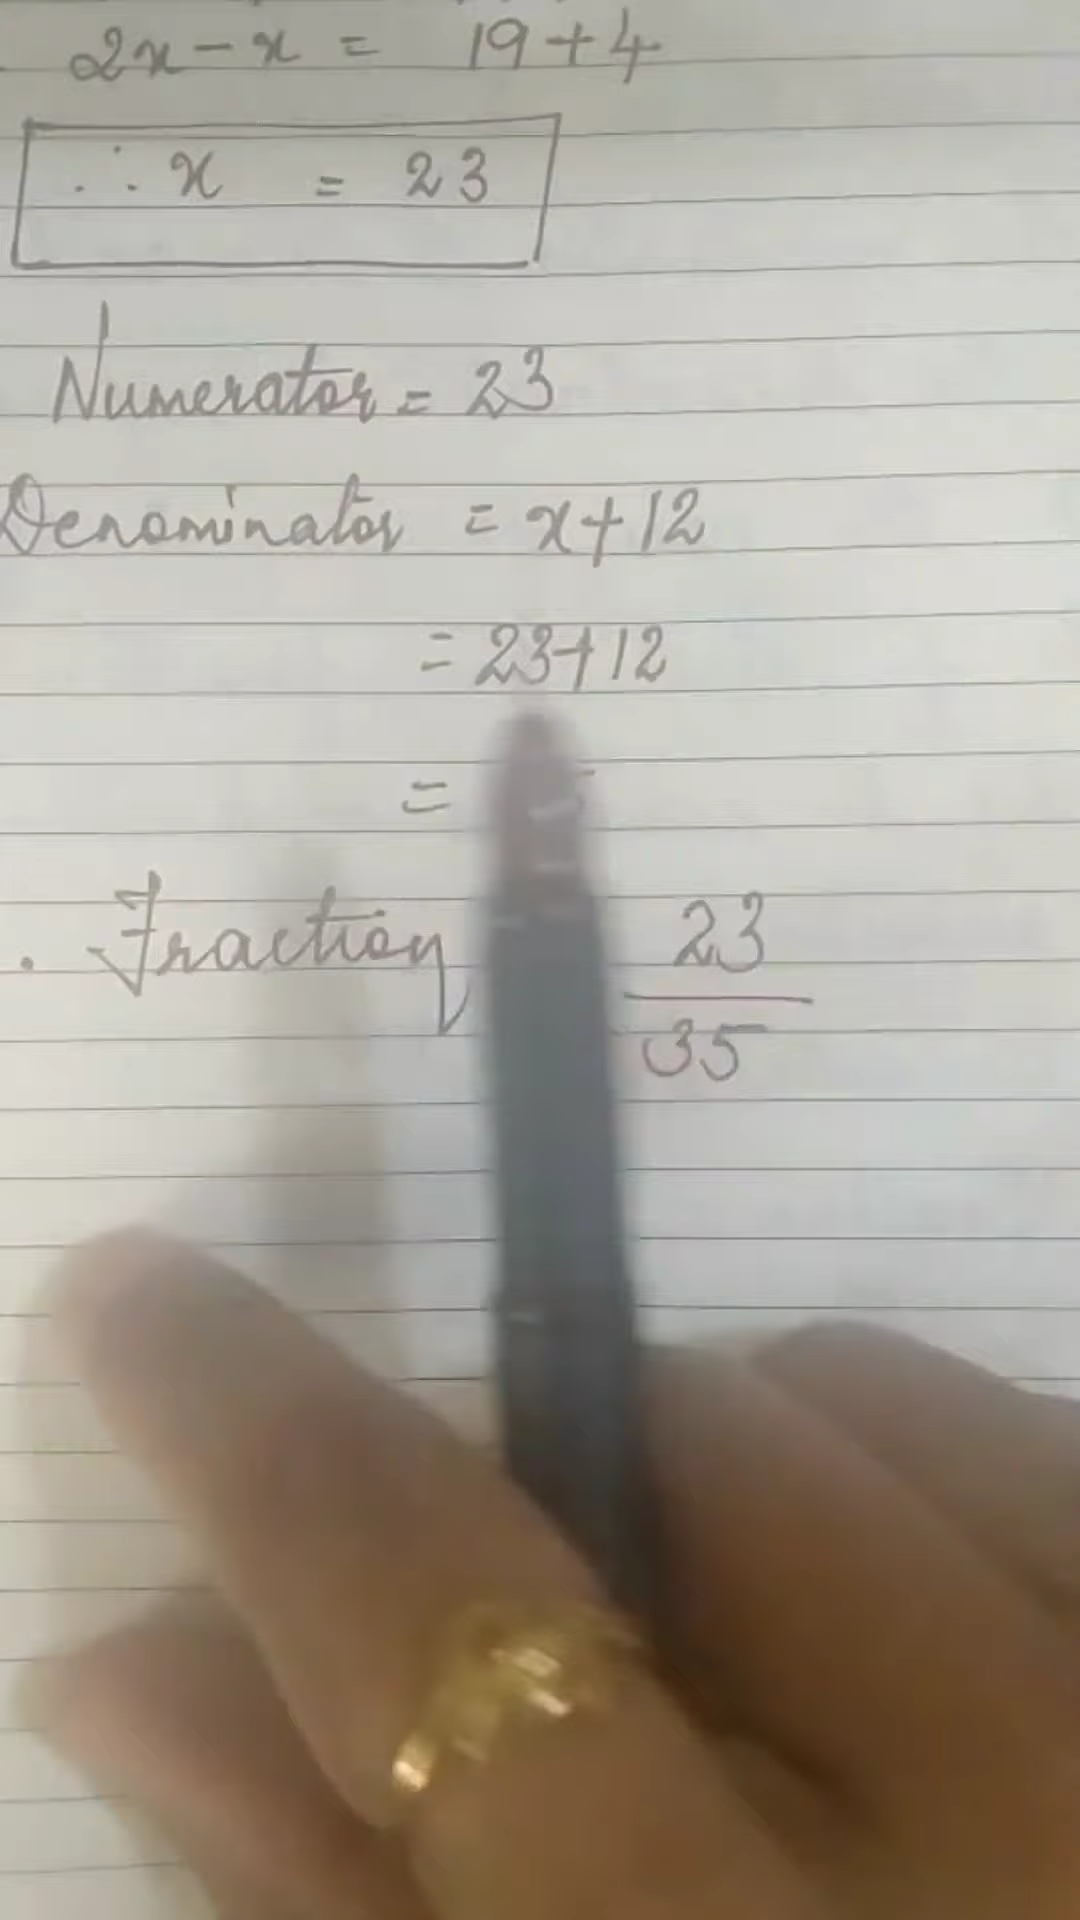 2x - x = 19 + 4
∴ x = 23
Numerator = 23
Denominator = x + 12
= 23 + 12
=
. Fraction 23/35